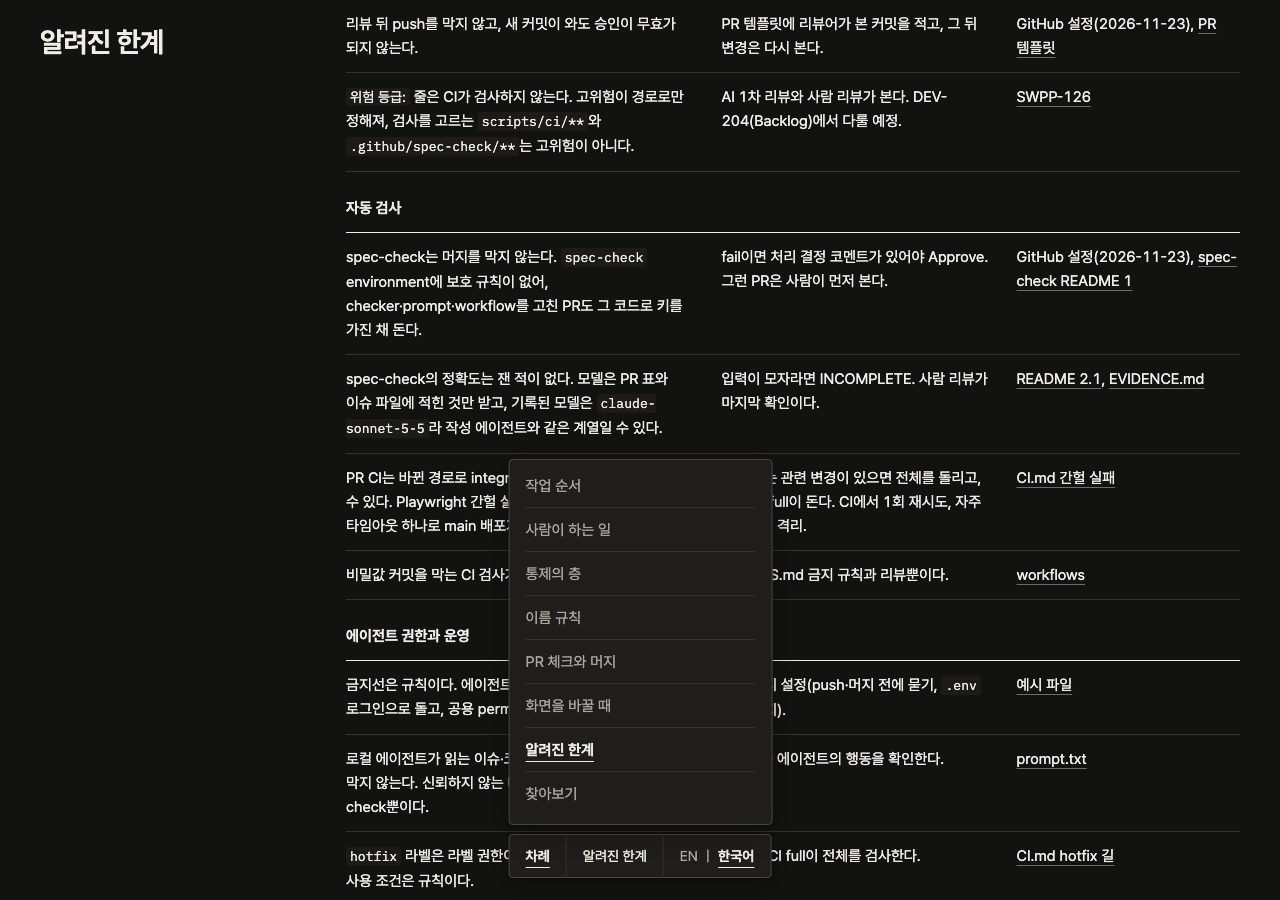 알려진 한계
리뷰 뒤 push를 막지 않고, 새 커밋이 와도 승인이 무효가
되지 않는다.
PR 템플릿에 리뷰어가 본 커밋을 적고, 그 뒤
변경은 다시 본다.
GitHub 설정(2026-11-23), PR
템플릿
위험 등급: 줄은 CI가 검사하지 않는다. 고위험이 경로로만
정해져, 검사를 고르는 scripts/ci/** 와
.github/spec-check/** 는 고위험이 아니다.
AI 1차 리뷰와 사람 리뷰가 본다. DEV-
204(Backlog)에서 다룰 예정.
SWPP-126
자동 검사
spec-check는 머지를 막지 않는다. spec-check
environment에 보호 규칙이 없어,
checker·prompt·workflow를 고친 PR도 그 코드로 키를
가진 채 돈다.
fail이면 처리 결정 코멘트가 있어야 Approve.
그런 PR은 사람이 먼저 본다.
GitHub 설정(2026-11-23), spec-
check README 1
spec-check의 정확도는 잰 적이 없다. 모델은 PR 표와
이슈 파일에 적힌 것만 받고, 기록된 모델은 claude-
sonnet-5-5 라 작성 에이전트와 같은 계열일 수 있다.
입력이 모자라면 INCOMPLETE. 사람 리뷰가
마지막 확인이다.
README 2.1, EVIDENCE.md
PR CI는 바뀐 경로로 integr
수 있다. Playwright 간헐
타임아웃 하나로 main 배포
관련 변경이 있으면 전체를 돌리고,
full이 돈다. CI에서 1회 재시도, 자주
격리.
CI.md 간헐 실패
비밀값 커밋을 막는 CI 검사
S.md 금지 규칙과 리뷰뿐이다.
workflows
에이전트 권한과 운영
금지선은 규칙이다. 에이전트
로그인으로 돌고, 공용 perm
설정(push·머지 전에 묻기, .env
).
예시 파일
로컬 에이전트가 읽는 이슈·
막지 않는다. 신뢰하지 않는
check뿐이다.
에이전트의 행동을 확인한다.
prompt.txt
hotfix 라벨은 라벨 권한이
사용 조건은 규칙이다.
CI full이 전체를 검사한다.
CI.md hotfix 길
작업 순서
사람이 하는 일
통제의 층
이름 규칙
PR 체크와 머지
화면을 바꿀 때
알려진 한계
찾아보기
차례
알려진 한계
EN | 한국어